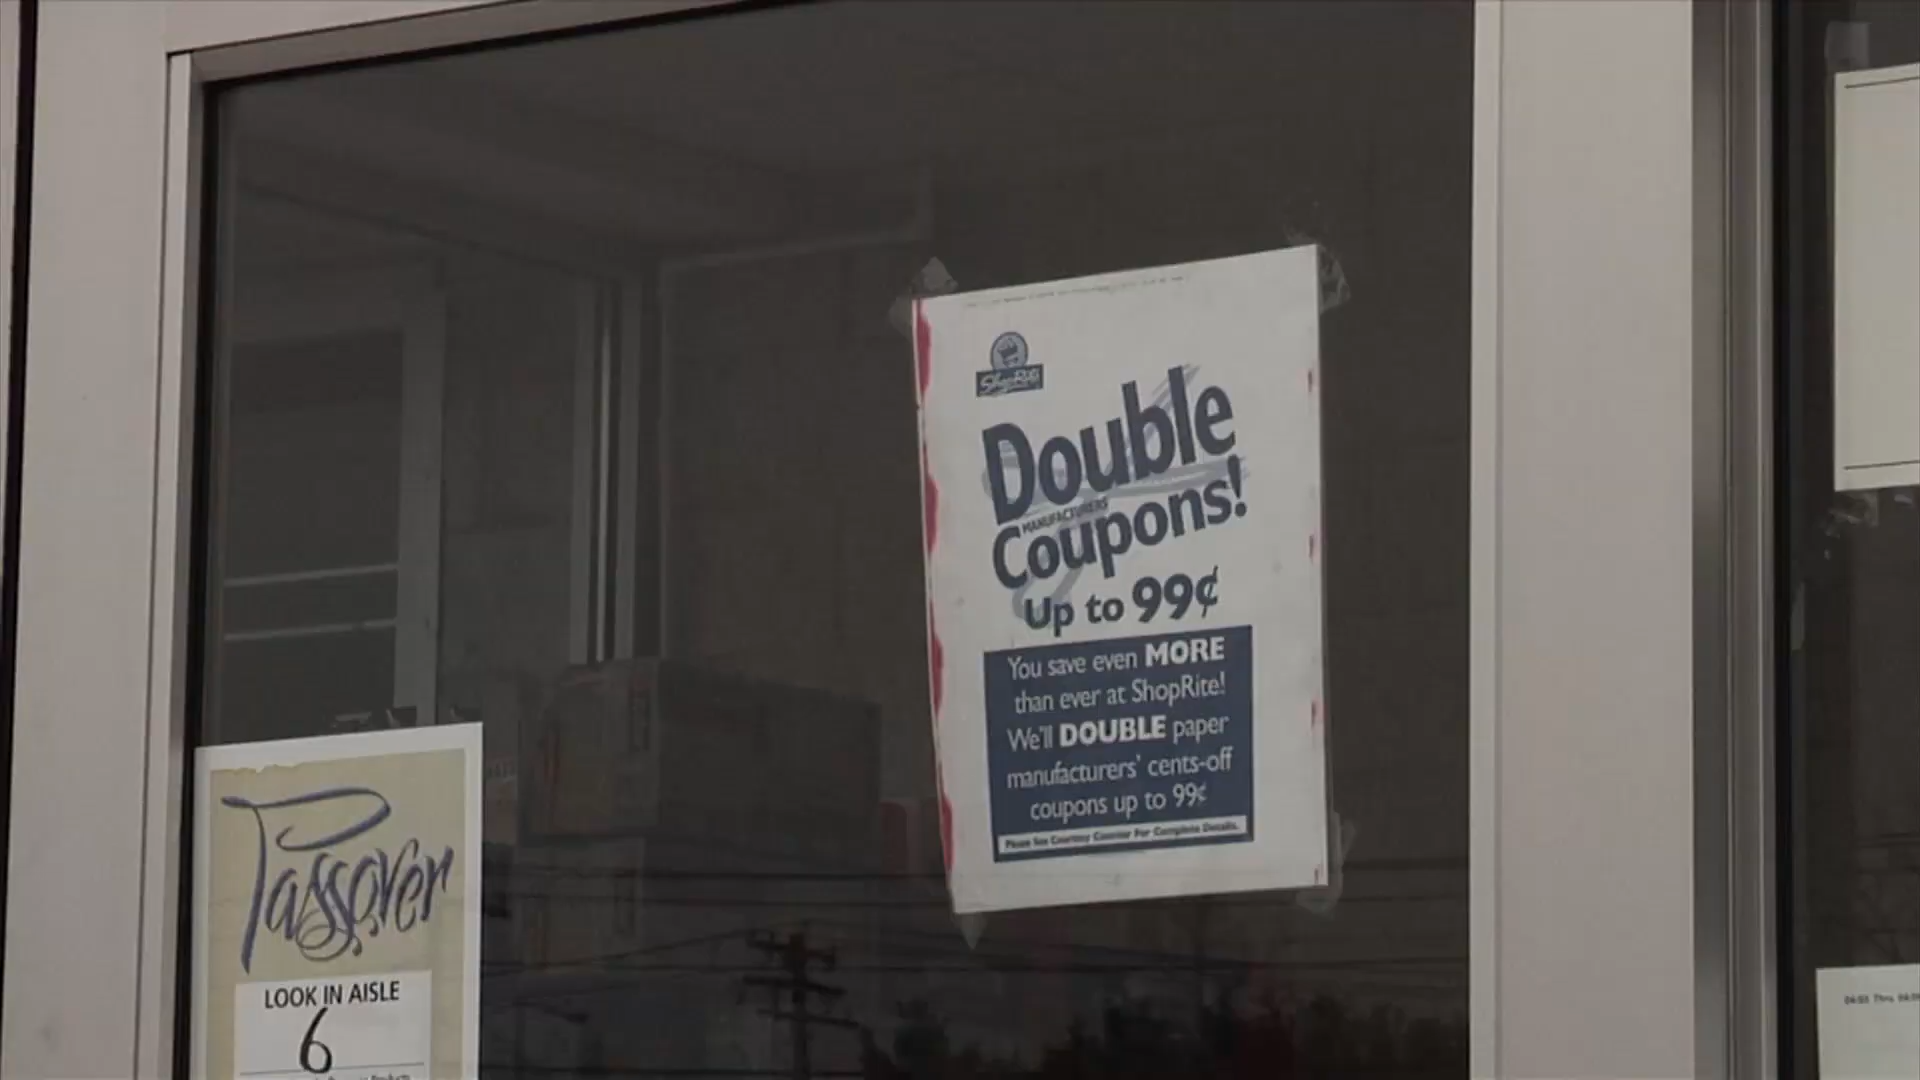 ShopRite
Double
MANUFACTURERS
Coupons!
Up to 99¢
You save even MORE
than ever at ShopRite!
We'll DOUBLE paper
manufacturers' cents-off
coupons up to 99¢
Please See Courtesy Counter For Complete Details.
Passover
LOOK IN AISLE
6